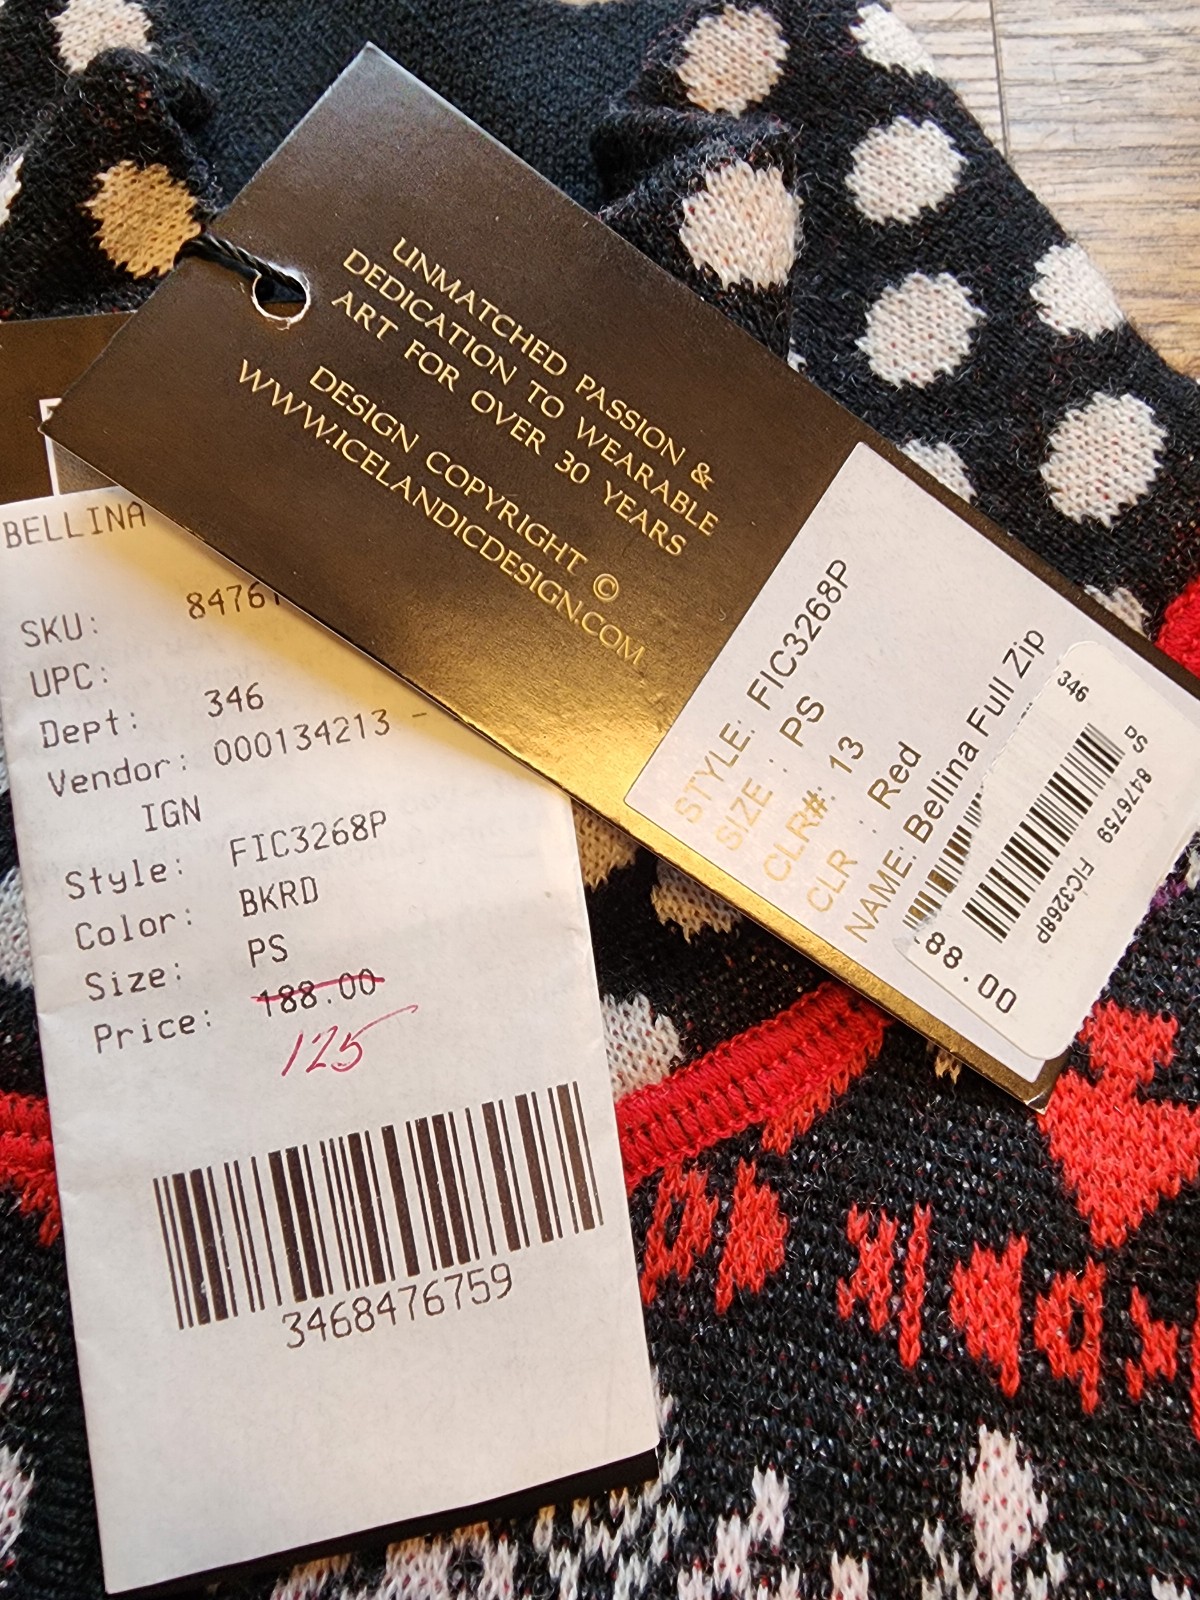 UNMATCHED PASSION &
DEDICATION TO WEARABLE
ART FOR OVER 30 YEARS
DESIGN COPYRIGHT ©
WWW.ICELANDICDESIGN.COM
STYLE: FIC3268P
SIZE : PS
CLR#: 13
CLR : Red
NAME: Bellina Full Zip
346
PS 8476759 FIC3268P
88.00
BELLINA
SKU:
UPC:
Dept: 346
Vendor: 000134213 -
IGN
Style: FIC3268P
Color: BKRD
Size: PS
Price: 188.00
125
3468476759